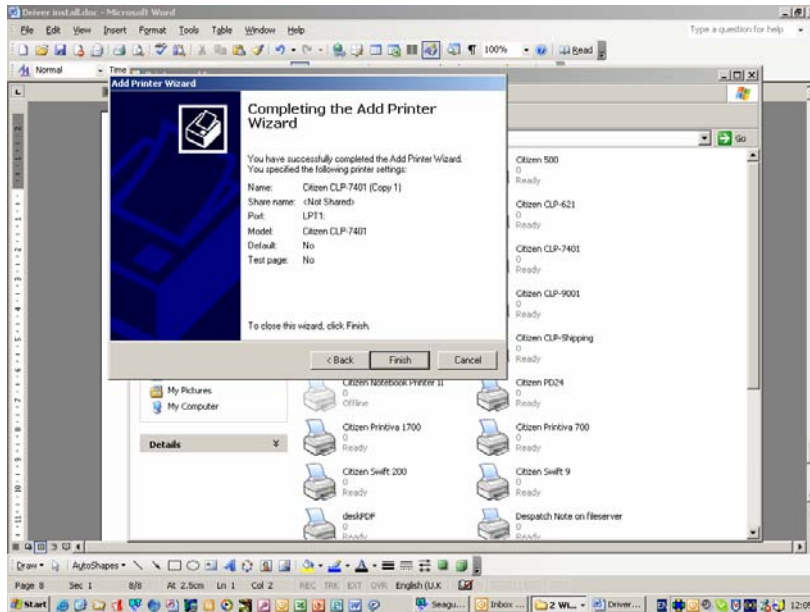 Driver install.doc - Microsoft Word
File Edit View Insert Format Tools Table Window Help
Type a question for help
100% Read
Normal Time
Add Printer Wizard
Completing the Add Printer
Wizard
You have successfully completed the Add Printer Wizard.
You specified the following printer settings:
Name: Citizen CLP-7401 (Copy 1)
Share name: <Not Shared>
Port: LPT1:
Model: Citizen CLP-7401
Default: No
Test page: No
To close this wizard, click Finish.
< Back Finish Cancel
Go
Citizen 500
0
Ready
Citizen CLP-621
0
Ready
Citizen CLP-7401
0
Ready
Citizen CLP-9001
0
Ready
Citizen CLP-Shipping
0
Ready
My Pictures
My Computer
Details
Citizen Notebook Printer II
0
Offline
Citizen PD24
0
Ready
Citizen Printiva 1700
0
Ready
Citizen Printiva 700
0
Ready
Citizen Swift 200
0
Ready
Citizen Swift 9
0
Ready
deskPDF
0
Ready
Despatch Note on fileserver
0
Ready
Draw AutoShapes
Page 8 Sec 1 8/8 At 2.5cm Ln 1 Col 2 REC TRK EXT OVR English (U.K
Start Seagu... Inbox ... 2 Wi... Driver... 12:05